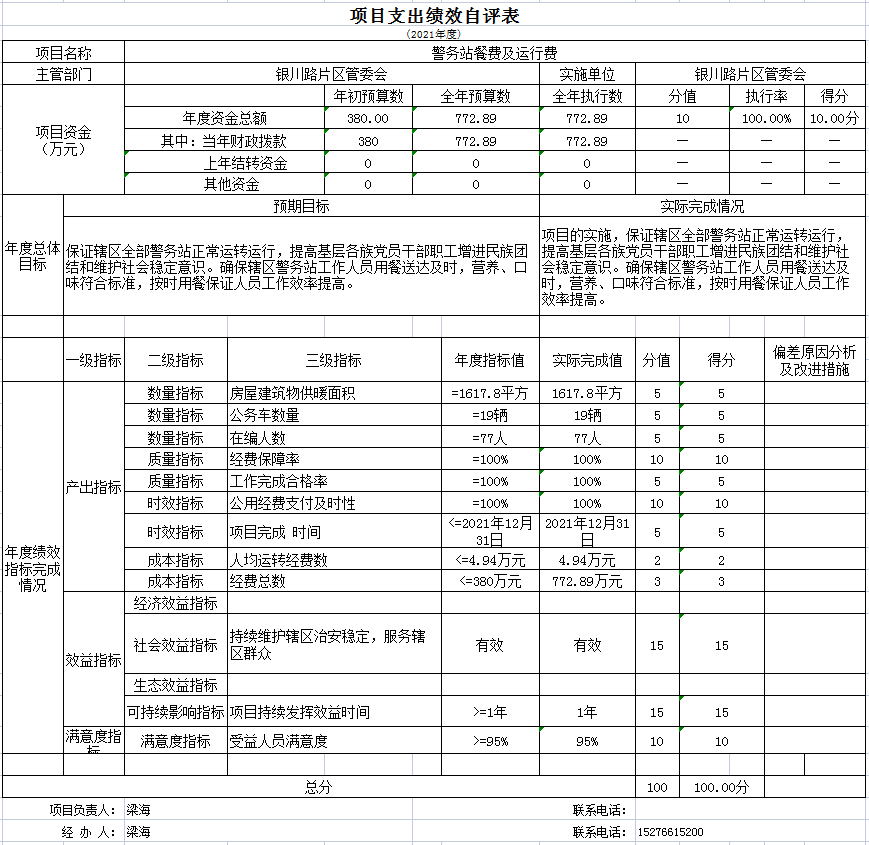 项目支出绩效自评表
(2021年度)
项目名称 警务站餐费及运行费
主管部门 银川路片区管委会 实施单位 银川路片区管委会
项目资金
（万元）
年初预算数 全年预算数 全年执行数 分值 执行率 得分
年度资金总额 380.00 772.89 772.89 10 100.00% 10.00分
其中：当年财政拨款 380 772.89 772.89 — — —
上年结转资金 0 0 0 — — —
其他资金 0 0 0 — — —
年度总体
目标
预期目标 实际完成情况
保证辖区全部警务站正常运转运行，提高基层各族党员干部职工增进民族团
结和维护社会稳定意识。确保辖区警务站工作人员用餐送达及时，营养、口
味符合标准，按时用餐保证人员工作效率提高。
项目的实施，保证辖区全部警务站正常运转运行，
提高基层各族党员干部职工增进民族团结和维护社
会稳定意识。确保辖区警务站工作人员用餐送达及
时，营养、口味符合标准，按时用餐保证人员工作
效率提高。
一级指标 二级指标 三级指标 年度指标值 实际完成值 分值 得分 偏差原因分析
及改进措施
年度绩效
指标完成
情况
产出指标
数量指标 房屋建筑物供暖面积 =1617.8平方 1617.8平方 5 5
数量指标 公务车数量 =19辆 19辆 5 5
数量指标 在编人数 =77人 77人 5 5
质量指标 经费保障率 =100% 100% 10 10
质量指标 工作完成合格率 =100% 100% 5 5
时效指标 公用经费支付及时性 =100% 100% 10 10
时效指标 项目完成 时间 <=2021年12月
31日 2021年12月31
日 5 5
成本指标 人均运转经费数 <=4.94万元 4.94万元 2 2
成本指标 经费总数 <=380万元 772.89万元 3 3
效益指标
经济效益指标
社会效益指标 持续维护辖区治安稳定，服务辖
区群众 有效 有效 15 15
生态效益指标
可持续影响指标 项目持续发挥效益时间 >=1年 1年 15 15
满意度指
标
满意度指标 受益人员满意度 >=95% 95% 10 10
总分 100 100.00分
项目负责人： 梁海 联系电话：
经 办 人： 梁海 联系电话： 15276615200